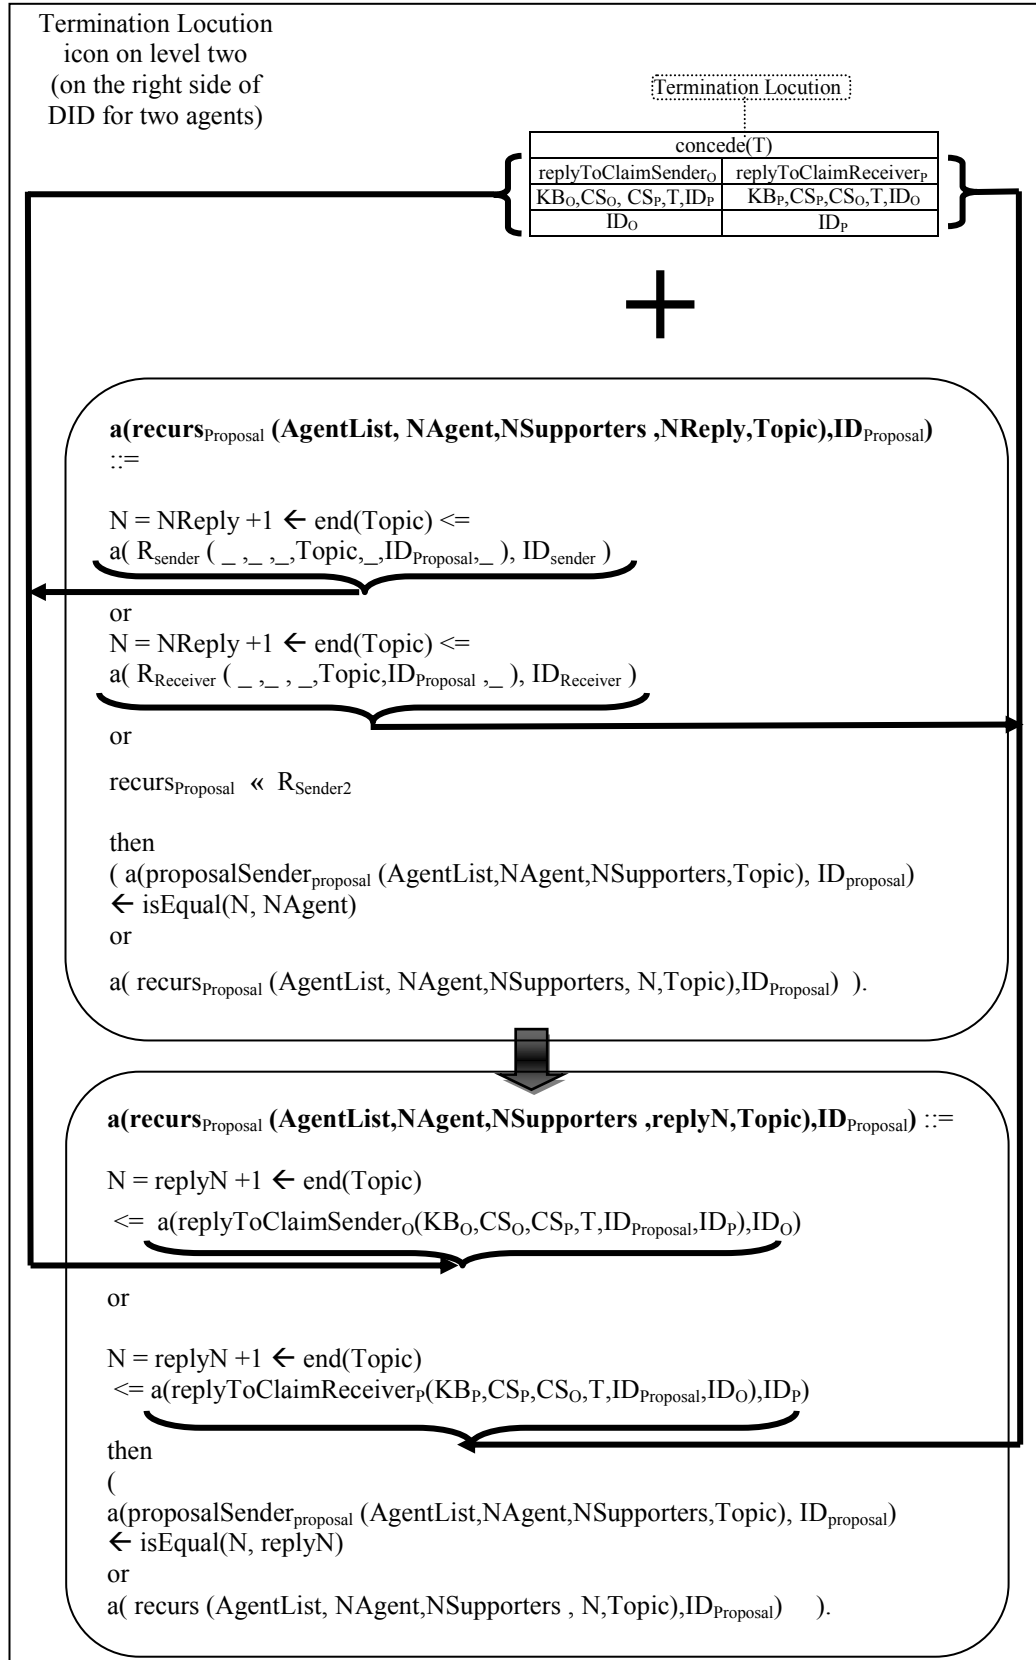 Termination Locution
icon on level two
(on the right side of
DID for two agents)
Termination Locution
concede(T)
replyToClaimSenderO replyToClaimReceiverP
KBO,CSO, CSP,T,IDP KBP,CSP,CSO,T,IDO
IDO IDP
+
a(recursProposal (AgentList, NAgent,NSupporters ,NReply,Topic),IDProposal)
::=
N = NReply +1 ← end(Topic) <=
a( Rsender ( _ ,_ ,_,Topic,_,IDProposal,_ ), IDsender )
or
N = NReply +1 ← end(Topic) <=
a( RReceiver ( _ ,_ , _,Topic,IDProposal ,_ ), IDReceiver )
or
recursProposal « RSender2
then
( a(proposalSenderproposal (AgentList,NAgent,NSupporters,Topic), IDproposal)
← isEqual(N, NAgent)
or
a( recursProposal (AgentList, NAgent,NSupporters, N,Topic),IDProposal) ).
a(recursProposal (AgentList,NAgent,NSupporters ,replyN,Topic),IDProposal) ::=
N = replyN +1 ← end(Topic)
<= a(replyToClaimSenderO(KBO,CSO,CSP,T,IDProposal,IDP),IDO)
or
N = replyN +1 ← end(Topic)
<= a(replyToClaimReceiverP(KBP,CSP,CSO,T,IDProposal,IDO),IDP)
then
(
a(proposalSenderproposal (AgentList,NAgent,NSupporters,Topic), IDproposal)
← isEqual(N, replyN)
or
a( recurs (AgentList, NAgent,NSupporters , N,Topic),IDProposal) ).